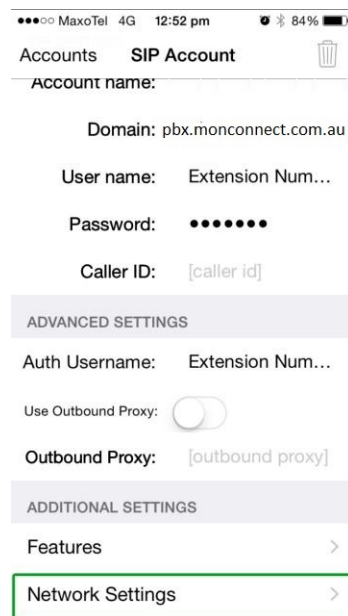 MaxoTel 4G 12:52 pm 84%
Accounts SIP Account
Account name:
Domain: pbx.monconnect.com.au
User name: Extension Num...
Password: •••••••
Caller ID: [caller id]
ADVANCED SETTINGS
Auth Username: Extension Num...
Use Outbound Proxy:
Outbound Proxy: [outbound proxy]
ADDITIONAL SETTINGS
Features
Network Settings